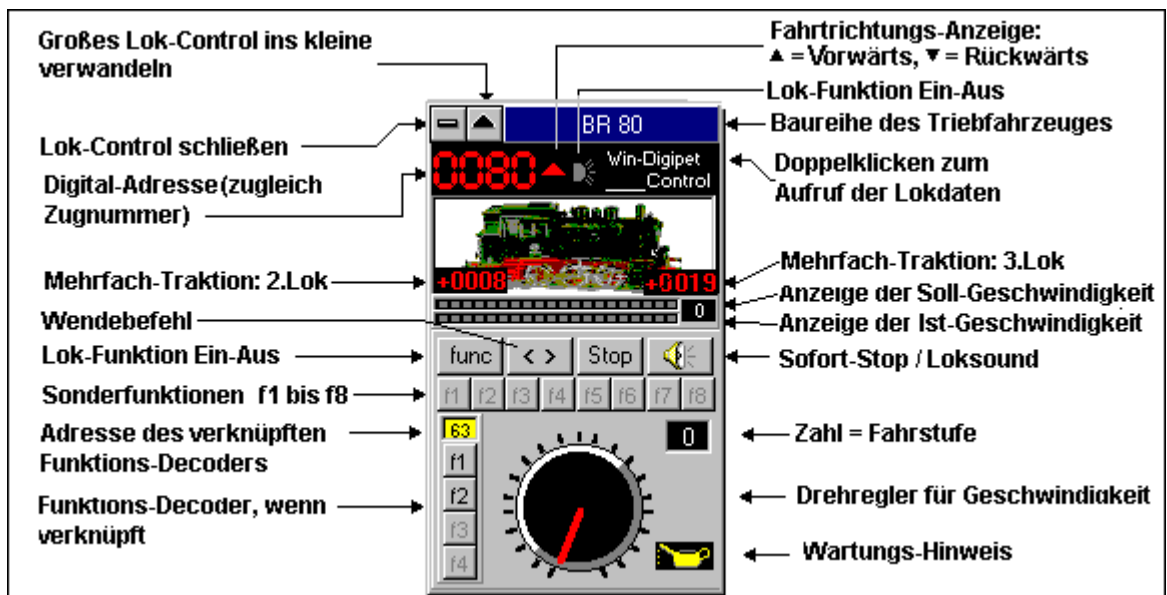 Großes Lok-Control ins kleine
verwandeln
Lok-Control schließen
Digital-Adresse (zugleich
Zugnummer)
Mehrfach-Traktion: 2.Lok
Wendebefehl
Lok-Funktion Ein-Aus
Sonderfunktionen f1 bis f8
Adresse des verknüpften
Funktions-Decoders
Funktions-Decoder, wenn
verknüpft
BR 80
0080
Win-Digipet
____Control
+0008
+0019
0
func
< >
Stop
f1 f2 f3 f4 f5 f6 f7 f8
63
0
f1
f2
f3
f4
Fahrtrichtungs-Anzeige:
▲ = Vorwärts, ▼ = Rückwärts
Lok-Funktion Ein-Aus
Baureihe des Triebfahrzeuges
Doppelklicken zum
Aufruf der Lokdaten
Mehrfach-Traktion: 3.Lok
Anzeige der Soll-Geschwindigkeit
Anzeige der Ist-Geschwindigkeit
Sofort-Stop / Loksound
Zahl = Fahrstufe
Drehregler für Geschwindigkeit
Wartungs-Hinweis